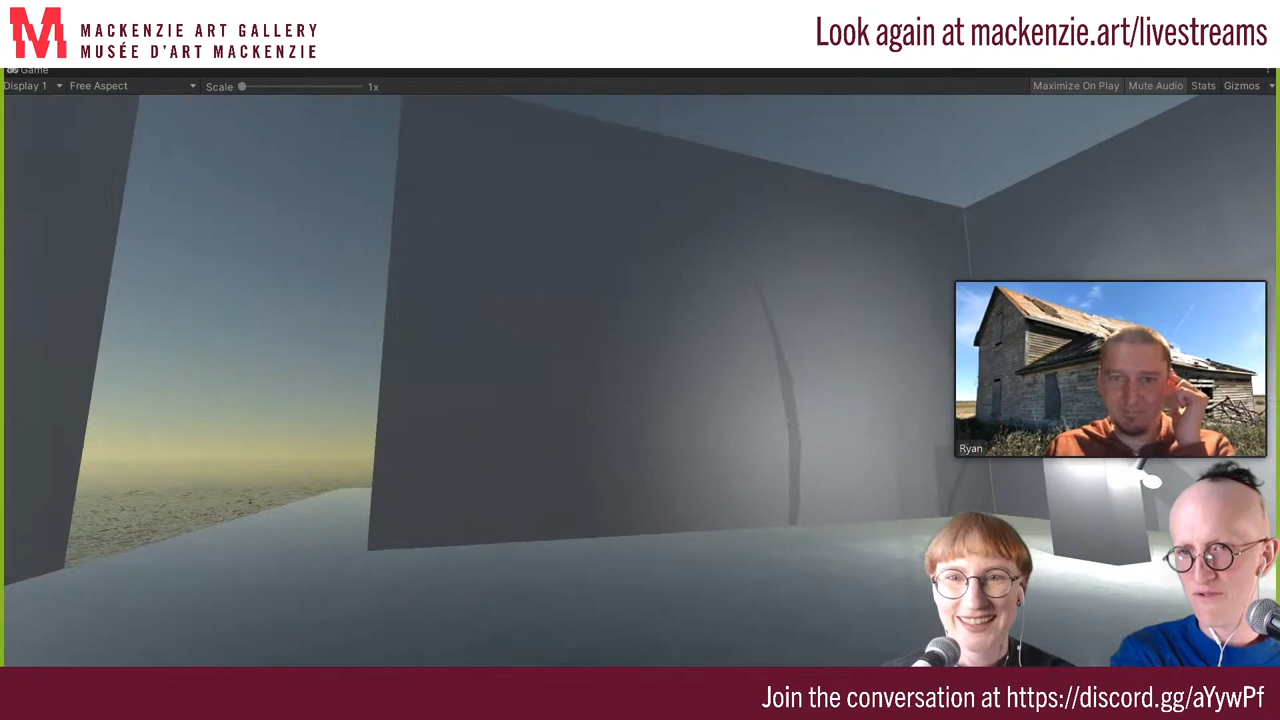 MACKENZIE ART GALLERY
MUSÉE D'ART MACKENZIE
Look again at mackenzie.art/livestreams
Game
Display 1 Free Aspect Scale 1x Maximize On Play Mute Audio Stats Gizmos
Ryan
Join the conversation at https://discord.gg/aYywPf